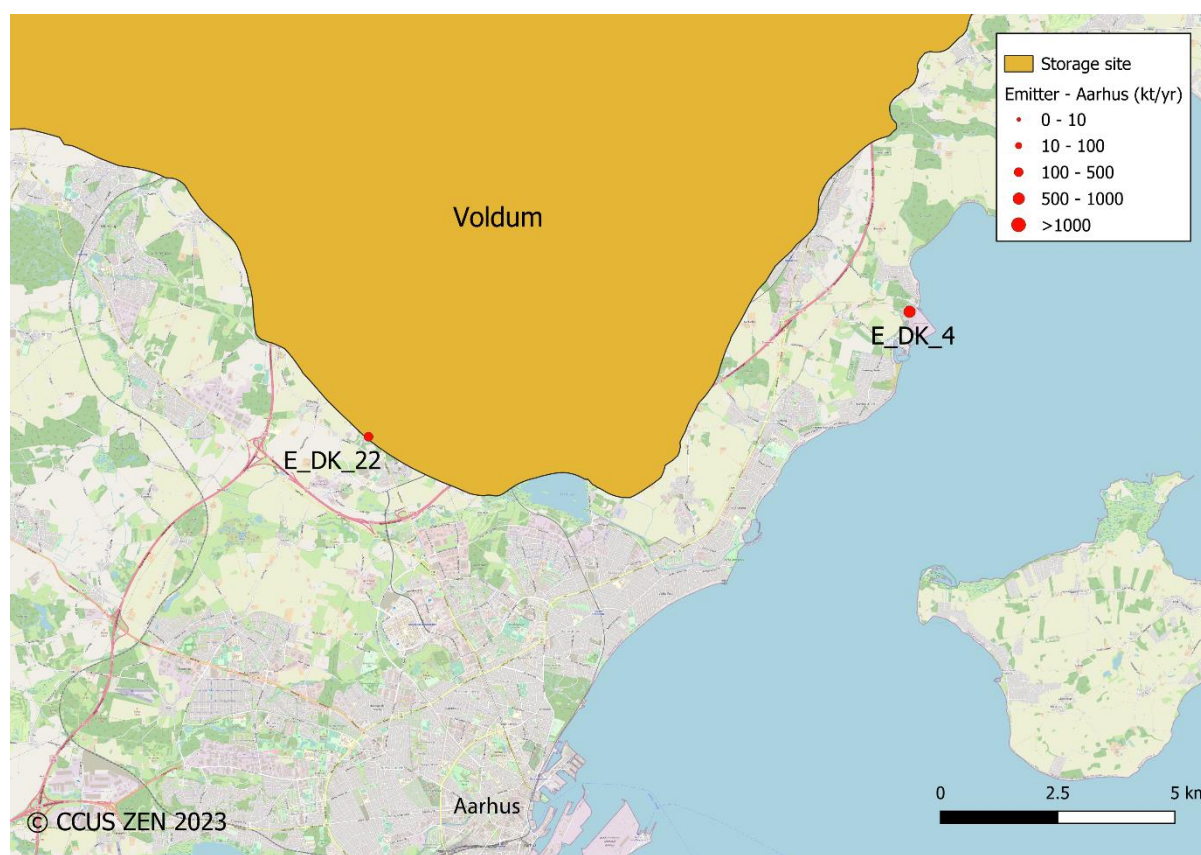 Storage site
Emitter - Aarhus (kt/yr)
0 - 10
10 - 100
100 - 500
500 - 1000
>1000
Voldum
E_DK_4
E_DK_22
Aarhus
0 2.5 5 km
© CCUS ZEN 2023